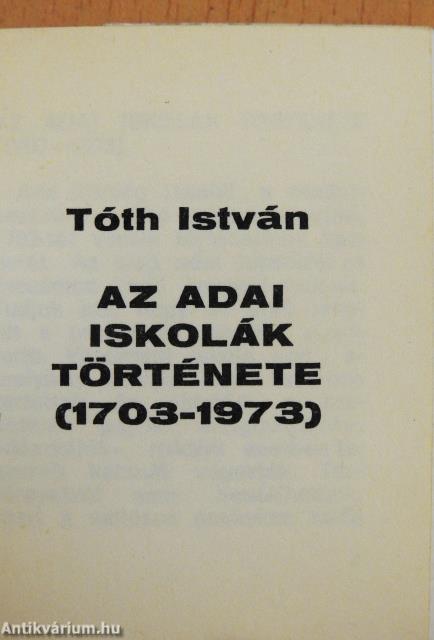 Tóth István
AZ ADAI
ISKOLÁK
TÖRTÉNETE
(1703-1973)
Antikvárium.hu